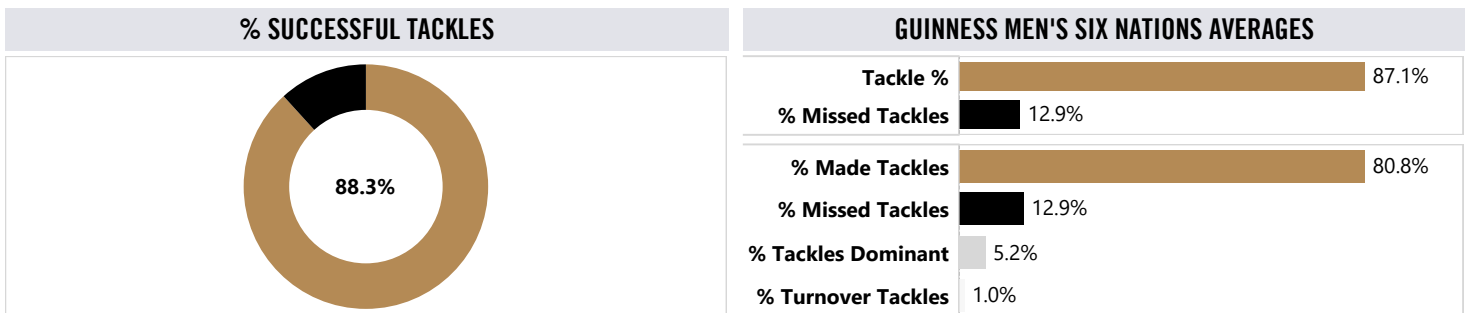 % SUCCESSFUL TACKLES
88.3%
GUINNESS MEN'S SIX NATIONS AVERAGES
Tackle % 87.1%
% Missed Tackles 12.9%
% Made Tackles 80.8%
% Missed Tackles 12.9%
% Tackles Dominant 5.2%
% Turnover Tackles 1.0%